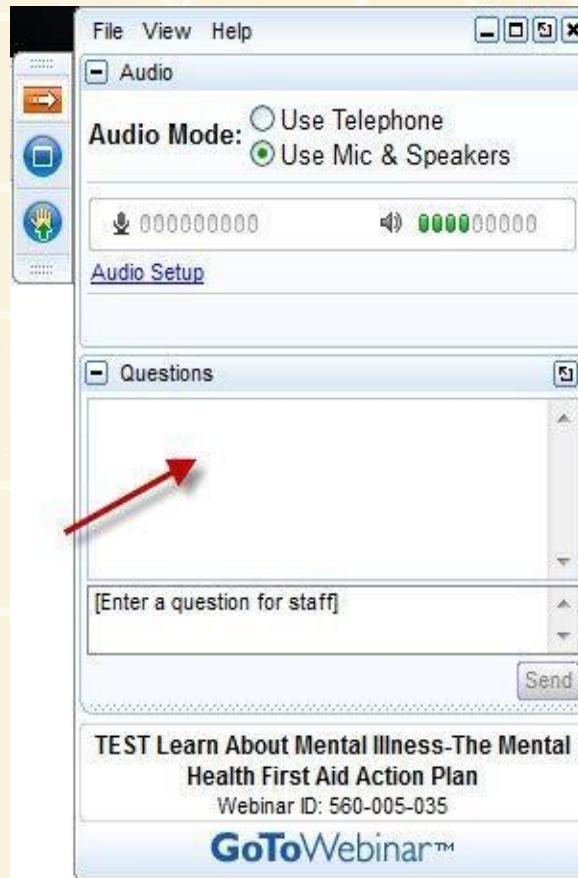 File View Help
Audio
Audio Mode: Use Telephone
Use Mic & Speakers
Audio Setup
Questions
[Enter a question for staff]
Send
TEST Learn About Mental Illness-The Mental
Health First Aid Action Plan
Webinar ID: 560-005-035
GoToWebinar™